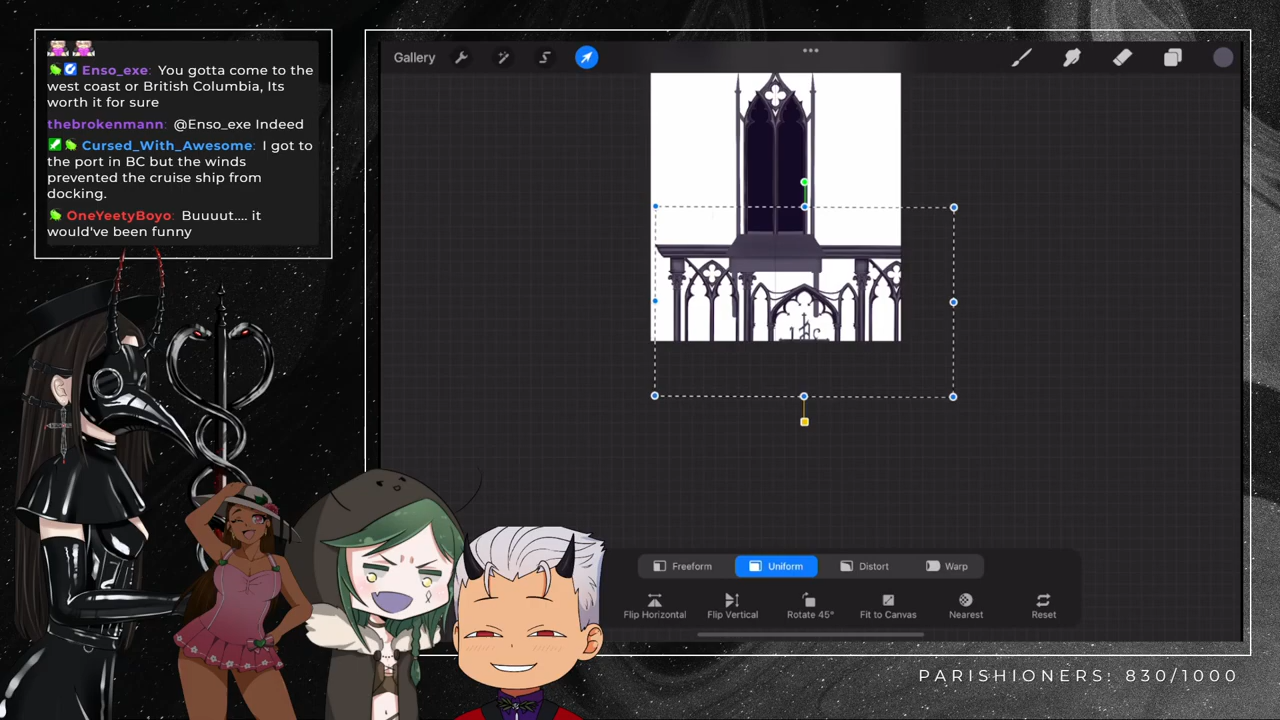 Enso_exe: You gotta come to the
west coast or British Columbia, Its
worth it for sure
thebrokenmann: @Enso_exe Indeed
Cursed_With_Awesome: I got to
the port in BC but the winds
prevented the cruise ship from
docking.
OneYeetyBoyo: Buuuut.... it
would've been funny
Gallery
Freeform Uniform Distort Warp
Flip Horizontal Flip Vertical Rotate 45° Fit to Canvas Nearest Reset
PARISHIONERS: 830/1000